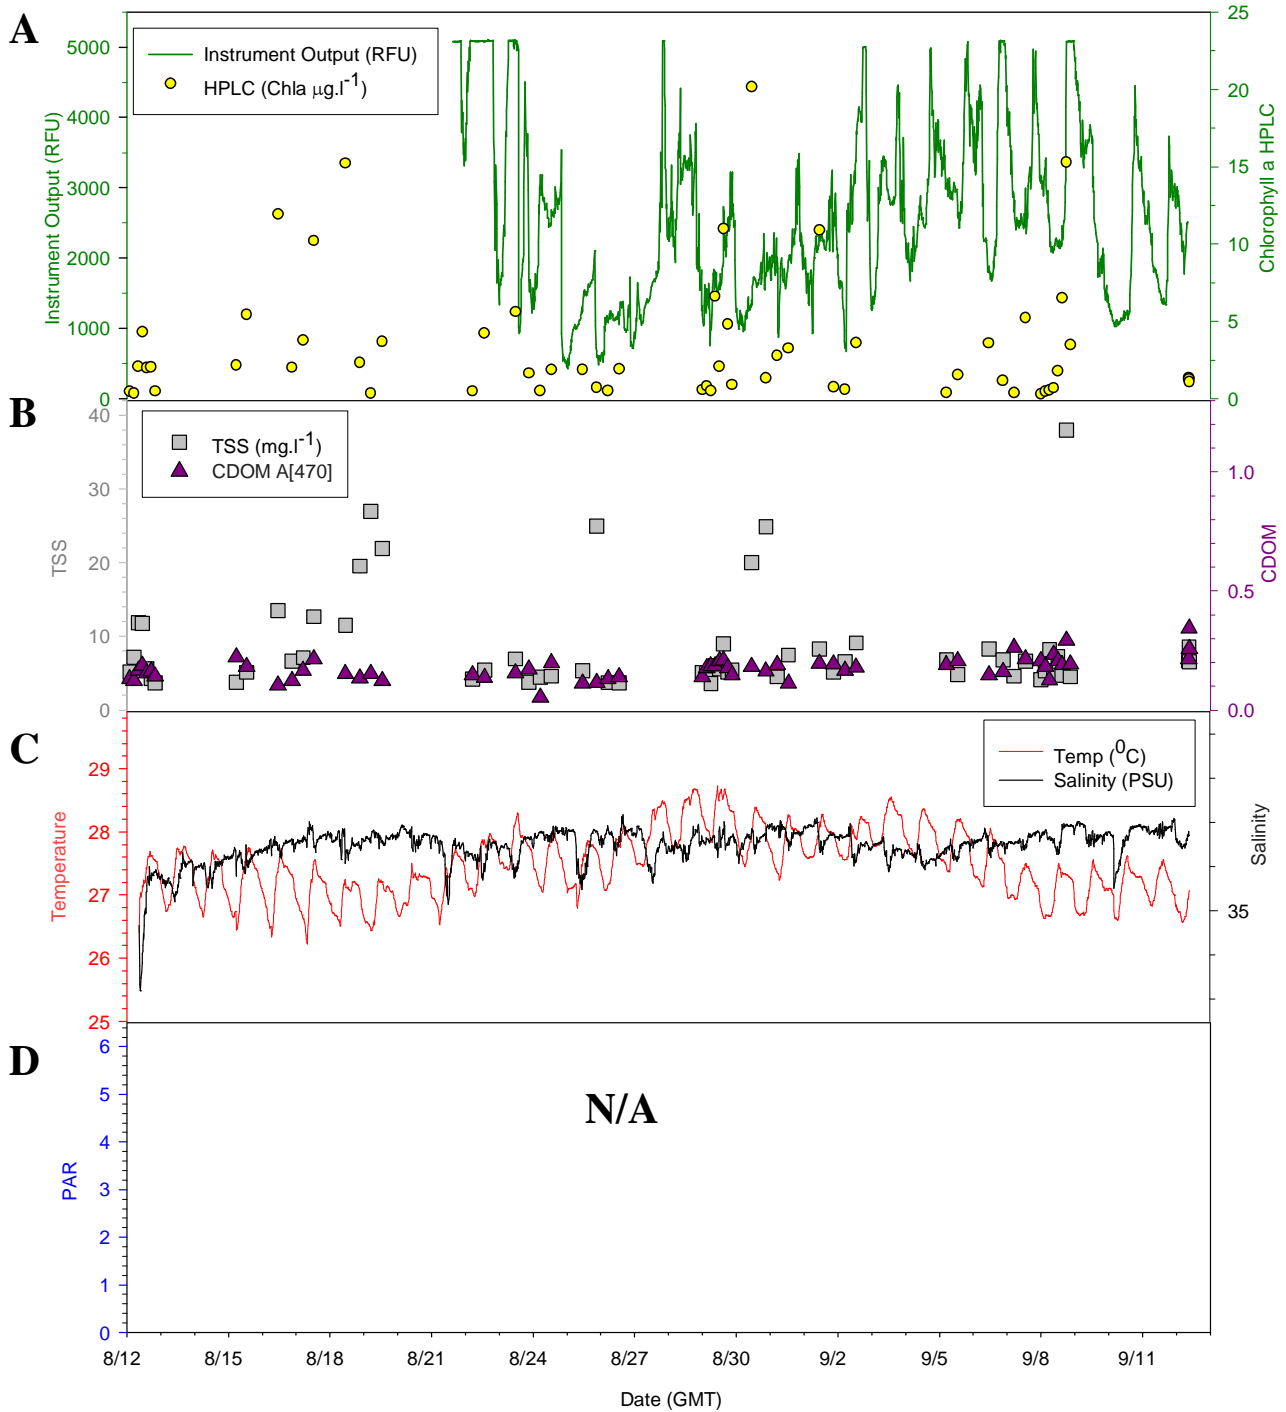 A
5000
4000
3000
2000
1000
0
Instrument Output (RFU)
Instrument Output (RFU)
HPLC (Chla μg.l-1)
25
20
15
10
5
0
Chlorophyll a HPLC
B
40
30
20
10
0
TSS
TSS (mg.l-1)
CDOM A[470]
1.0
0.5
0.0
CDOM
C
29
28
27
26
25
Temperature
Temp (0C)
Salinity (PSU)
35
Salinity
D
6
5
4
3
2
1
0
PAR
N/A
8/12 8/15 8/18 8/21 8/24 8/27 8/30 9/2 9/5 9/8 9/11
Date (GMT)